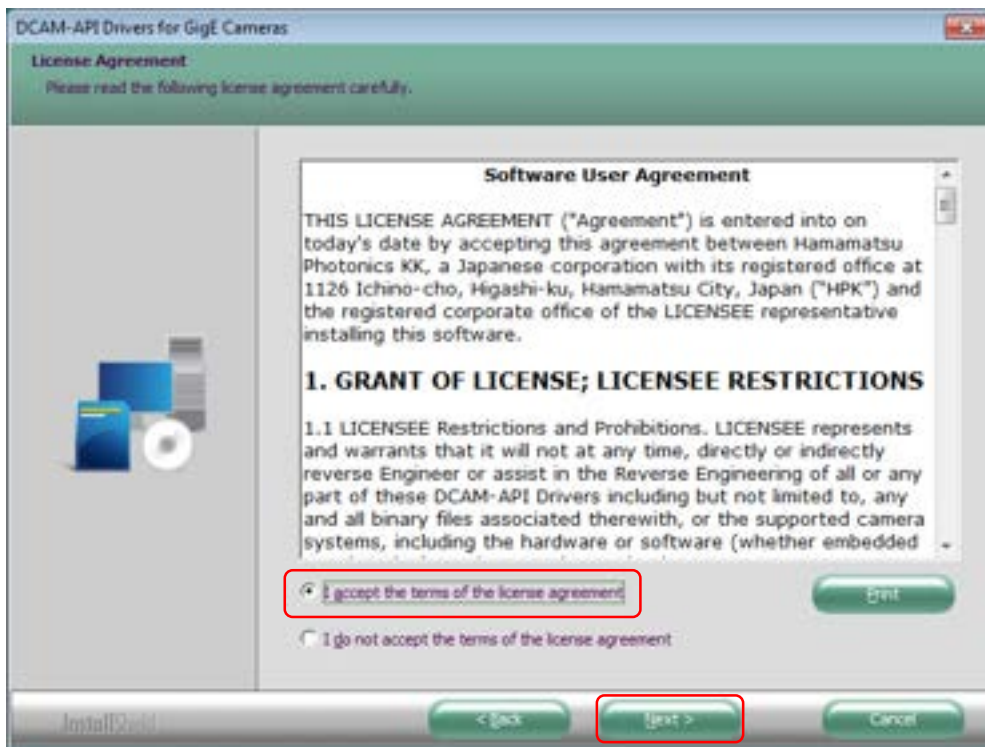 DCAM-API Drivers for GigE Cameras
License Agreement
Please read the following license agreement carefully.
Software User Agreement
THIS LICENSE AGREEMENT ("Agreement") is entered into on
today's date by accepting this agreement between Hamamatsu
Photonics KK, a Japanese corporation with its registered office at
1126 Ichino-cho, Higashi-ku, Hamamatsu City, Japan ("HPK") and
the registered corporate office of the LICENSEE representative
installing this software.
1. GRANT OF LICENSE; LICENSEE RESTRICTIONS
1.1 LICENSEE Restrictions and Prohibitions. LICENSEE represents
and warrants that it will not at any time, directly or indirectly
reverse Engineer or assist in the Reverse Engineering of all or any
part of these DCAM-API Drivers including but not limited to, any
and all binary files associated therewith, or the supported camera
systems, including the hardware or software (whether embedded
I accept the terms of the license agreement
Print
I do not accept the terms of the license agreement
InstallShield
< Back
Next >
Cancel